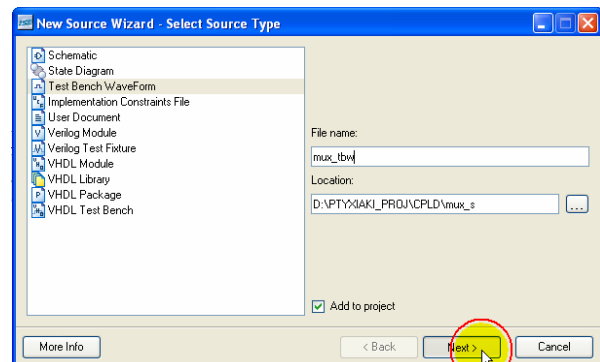 New Source Wizard - Select Source Type
Schematic
State Diagram
Test Bench WaveForm
Implementation Constraints File
User Document
Verilog Module
Verilog Test Fixture
VHDL Module
VHDL Library
VHDL Package
VHDL Test Bench
File name:
mux_tbw
Location:
D:\PTYXIAKI_PROJ\CPLD\mux_s
...
Add to project
More Info
< Back
Next >
Cancel